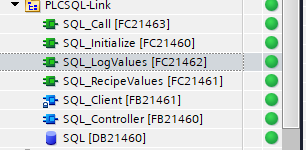 PLCSQL-Link
SQL_Call [FC21463]
SQL_Initialize [FC21460]
SQL_LogValues [FC21462]
SQL_RecipeValues [FC21461]
SQL_Client [FB21461]
SQL_Controller [FB21460]
SQL [DB21460]